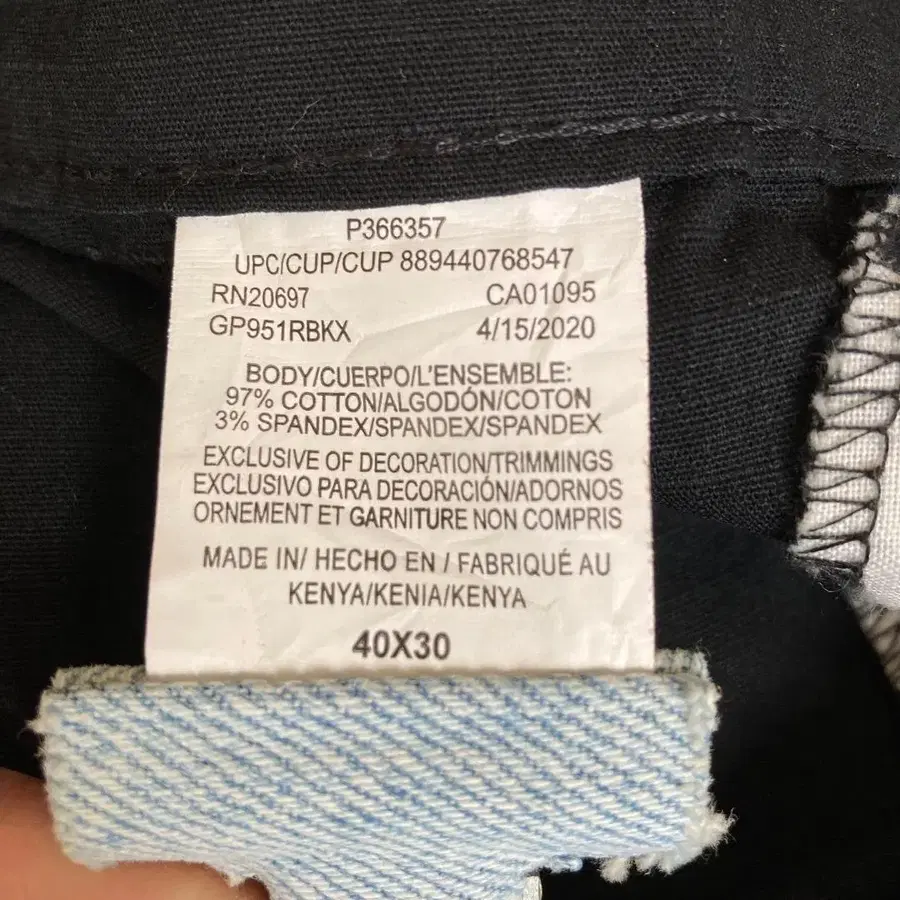 P366357
UPC/CUP/CUP 889440768547
RN20697 CA01095
GP951RBKX 4/15/2020
BODY/CUERPO/L'ENSEMBLE:
97% COTTON/ALGODÓN/COTON
3% SPANDEX/SPANDEX/SPANDEX
EXCLUSIVE OF DECORATION/TRIMMINGS
EXCLUSIVO PARA DECORACIÓN/ADORNOS
ORNEMENT ET GARNITURE NON COMPRIS
MADE IN/ HECHO EN / FABRIQUÉ AU
KENYA/KENIA/KENYA
40X30